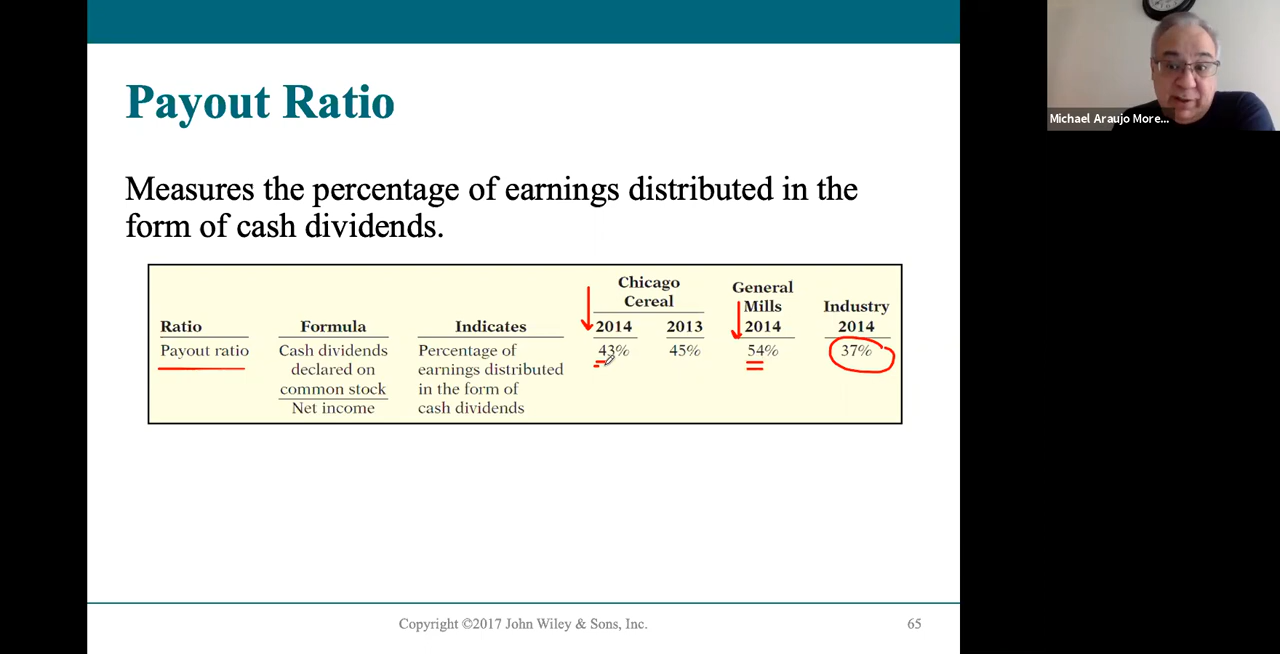 Payout Ratio
Measures the percentage of earnings distributed in the
form of cash dividends.
Chicago
Cereal
General
Mills
Industry
Ratio
Formula
Indicates
2014
2013
2014
2014
Payout ratio
Cash dividends
declared on
common stock
Net income
Percentage of
earnings distributed
in the form of
cash dividends
43%
45%
54%
37%
Copyright ©2017 John Wiley & Sons, Inc.
65
Michael Araujo More...